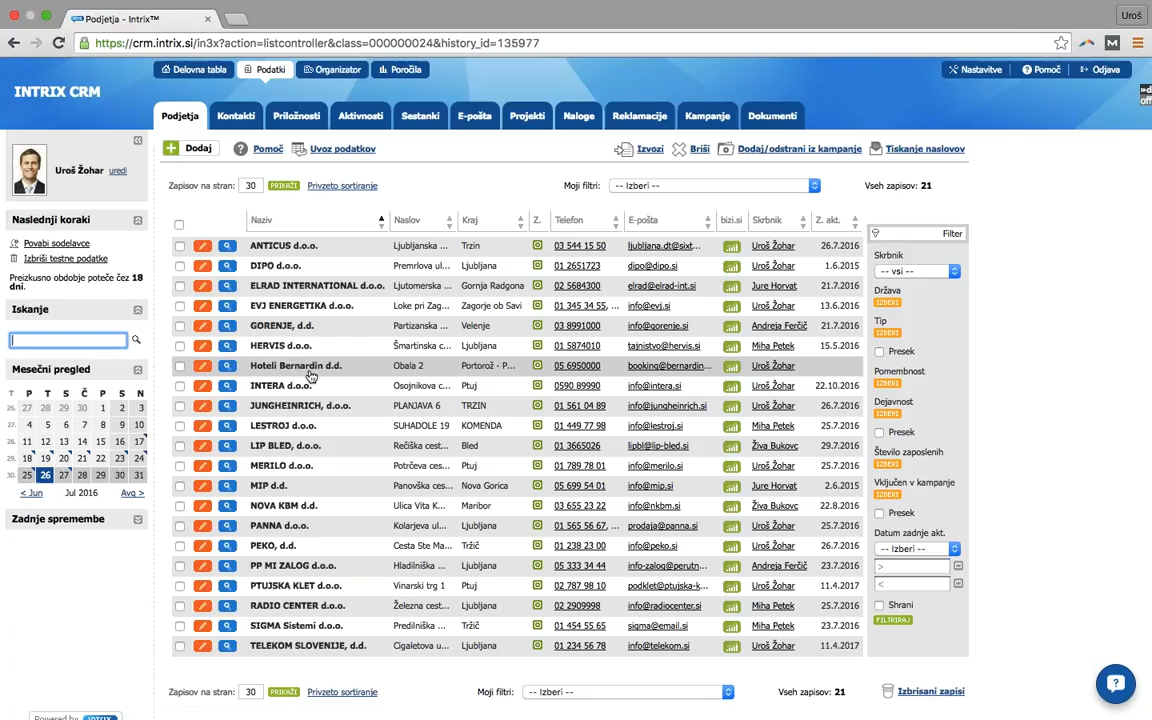 Podjetja - Intrix™
Uroš
https://crm.intrix.si/in3x?action=listcontroller&class=000000024&history_id=135977
Delovna tabla Podatki Organizator Poročila Nastavitve Pomoč Odjava
INTRIX CRM
Podjetja Kontakti Priložnosti Aktivnosti Sestanki E-pošta Projekti Naloge Reklamacije Kampanje Dokumenti
Dodaj Pomoč Uvoz podatkov Izvozi Briši Dodaj/odstrani iz kampanje Tiskanje naslovov
Uroš Žohar uredi
Zapisov na stran: 30 PRIKAŽI Privzeto sortiranje Moji filtri: -- Izberi -- Vseh zapisov: 21
Naslednji koraki
Povabi sodelavce
Izbriši testne podatke
Preizkusno obdobje poteče čez 18
dni.
Iskanje
Mesečni pregled
T P T S Č P S N
26. 27 28 29 30 1 2 3
27. 4 5 6 7 8 9 10
28. 11 12 13 14 15 16 17
29. 18 19 20 21 22 23 24
30. 25 26 27 28 29 30 31
< Jun Jul 2016 Avg >
Zadnje spremembe
Naziv Naslov Kraj Z. Telefon E-pošta bizi.si Skrbnik Z. akt.
ANTICUS d.o.o. Ljubljanska ... Trzin 03 544 15 50 ljubljana.dt@sixt... Uroš Žohar 26.7.2016
DIPO d.o.o. Premrlova ul... Ljubljana 01 2651723 dipo@dipo.si Uroš Žohar 1.6.2015
ELRAD INTERNATIONAL d.o.o. Ljutomerska ... Gornja Radgona 02 5684300 elrad@elrad-int.si Jure Horvat 21.7.2016
EVJ ENERGETIKA d.o.o. Loke pri Zag... Zagorje ob Savi 01 345 34 55, ... info@evj.si Uroš Žohar 13.6.2016
GORENJE, d.d. Partizanska ... Velenje 03 8991000 info@gorenje.si Andreja Ferčič 21.7.2016
HERVIS d.o.o. Šmartinska c... Ljubljana 01 5874010 tajnistvo@hervis.si Miha Petek 15.5.2016
Hoteli Bernardin d.d. Obala 2 Portorož - P... 05 6950000 booking@bernardin... Uroš Žohar
INTERA d.o.o. Osojnikova c... Ptuj 0590 89990 info@intera.si Uroš Žohar 22.10.2016
JUNGHEINRICH, d.o.o. PLANJAVA 6 TRZIN 01 561 04 89 info@jungheinrich.si Uroš Žohar 26.7.2016
LESTROJ d.o.o. SUHADOLE 19 KOMENDA 01 449 77 98 info@lestroj.si Miha Petek 25.7.2016
LIP BLED, d.o.o. Rečiška cest... Bled 01 3665026 lipbl@lip-bled.si Živa Bukovc 29.7.2016
MERILO d.o.o. Potrčeva ces... Ptuj 01 789 78 01 info@merilo.si Miha Petek 25.7.2016
MIP d.d. Panovška ces... Nova Gorica 05 699 54 01 info@mip.si Jure Horvat 2.6.2015
NOVA KBM d.d. Ulica Vita K... Maribor 03 655 23 22 info@nkbm.si Živa Bukovc 22.8.2016
PANNA d.o.o. Kolarjeva ul... Ljubljana 01 565 56 67, ... prodaja@panna.si Uroš Žohar 25.7.2016
PEKO, d.d. Cesta Ste Ma... Tržič 01 238 23 00 info@peko.si Uroš Žohar 26.7.2016
PP MI ZALOG d.o.o. Hladilniška ... Ljubljana 05 333 34 44 info-zalog@perutn... Andreja Ferčič 23.7.2016
PTUJSKA KLET d.o.o. Vinarski trg 1 Ptuj 02 787 98 10 podklet@ptujska-k... Uroš Žohar 11.4.2017
RADIO CENTER d.o.o. Železna cest... Ljubljana 02 2909998 info@radiocenter.si Miha Petek 25.7.2016
SIGMA Sistemi d.o.o. Predilniška ... Tržič 01 454 55 65 sigma@email.si Miha Petek 23.7.2016
TELEKOM SLOVENIJE, d.d. Cigaletova u... Ljubljana 01 234 56 78 info@telekom.si Uroš Žohar 11.4.2017
Filter
Skrbnik
-- vsi --
Država
IZBERI
Tip
IZBERI
Presek
Pomembnost
IZBERI
Dejavnost
IZBERI
Presek
Število zaposlenih
IZBERI
Vključen v kampanje
IZBERI
Presek
Datum zadnje akt.
-- Izberi --
>
<
Shrani
FILTRIRAJ
Zapisov na stran: 30 PRIKAŽI Privzeto sortiranje Moji filtri: -- Izberi -- Vseh zapisov: 21 Izbrisani zapisi
Powered by INTRIX